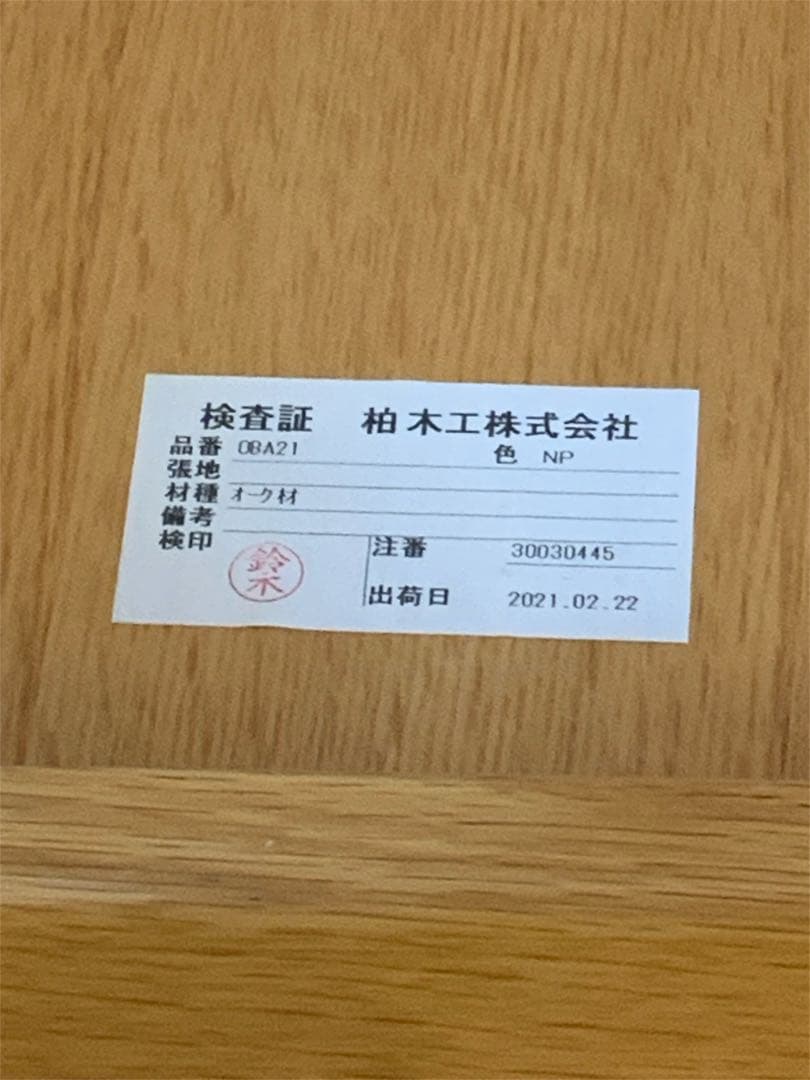 検査証 柏木工株式会社
品番 OBA21 色 NP
張地
材種 オーク材
備考
検印 鈴木 注番 30030445
出荷日 2021.02.22